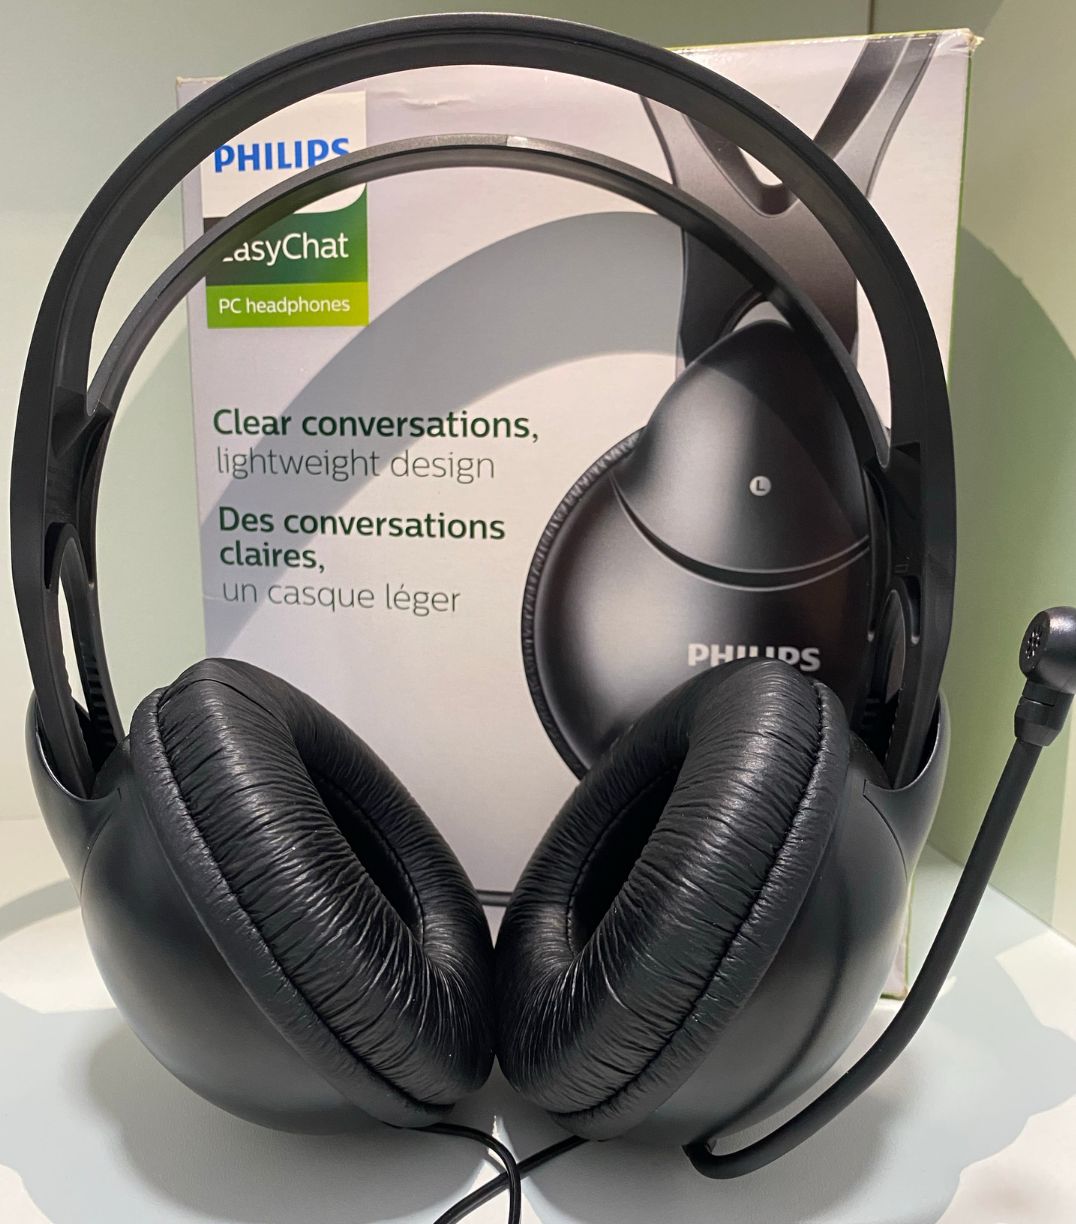 PHILIPS
EasyChat
PC headphones
Clear conversations,
lightweight design
Des conversations
claires,
un casque léger
L
PHILIPS